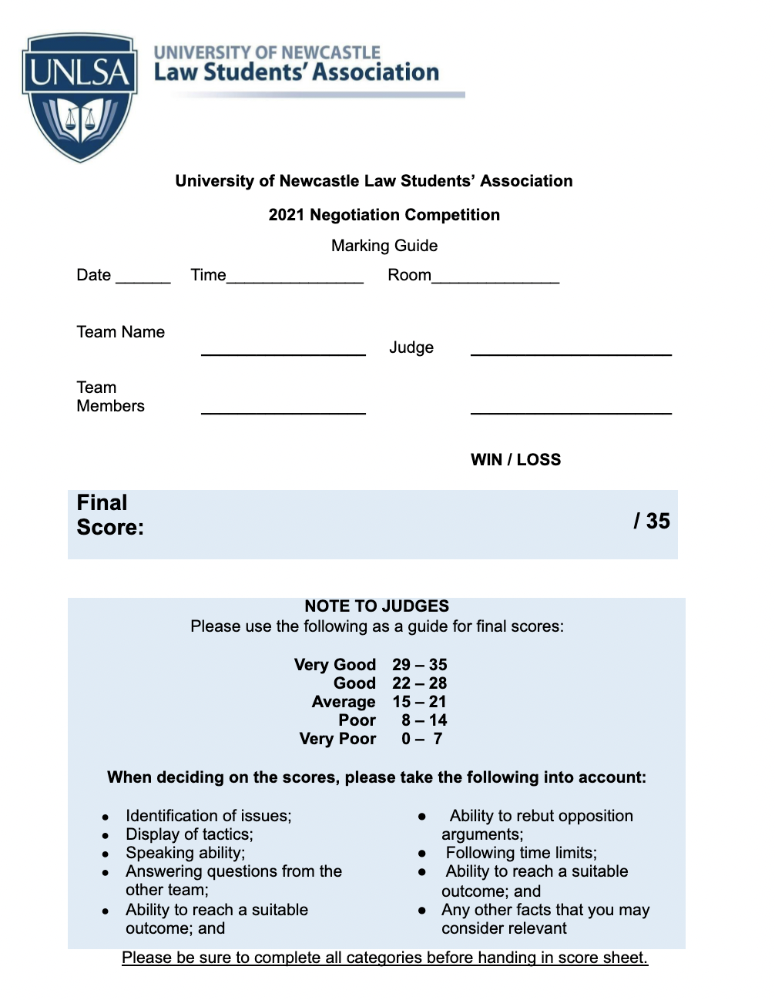 UNLSA
UNIVERSITY OF NEWCASTLE
Law Students’ Association
University of Newcastle Law Students’ Association
2021 Negotiation Competition
Marking Guide
Date ______ Time_______________ Room______________
Team Name
__________________ Judge ______________________
Team
Members __________________ ______________________
WIN / LOSS
Final
Score:
/ 35
NOTE TO JUDGES
Please use the following as a guide for final scores:
Very Good 29 – 35
Good 22 – 28
Average 15 – 21
Poor 8 – 14
Very Poor 0 – 7
When deciding on the scores, please take the following into account:
● Identification of issues;
● Display of tactics;
● Speaking ability;
● Answering questions from the
other team;
● Ability to reach a suitable
outcome; and
● Ability to rebut opposition
arguments;
● Following time limits;
● Ability to reach a suitable
outcome; and
● Any other facts that you may
consider relevant
Please be sure to complete all categories before handing in score sheet.